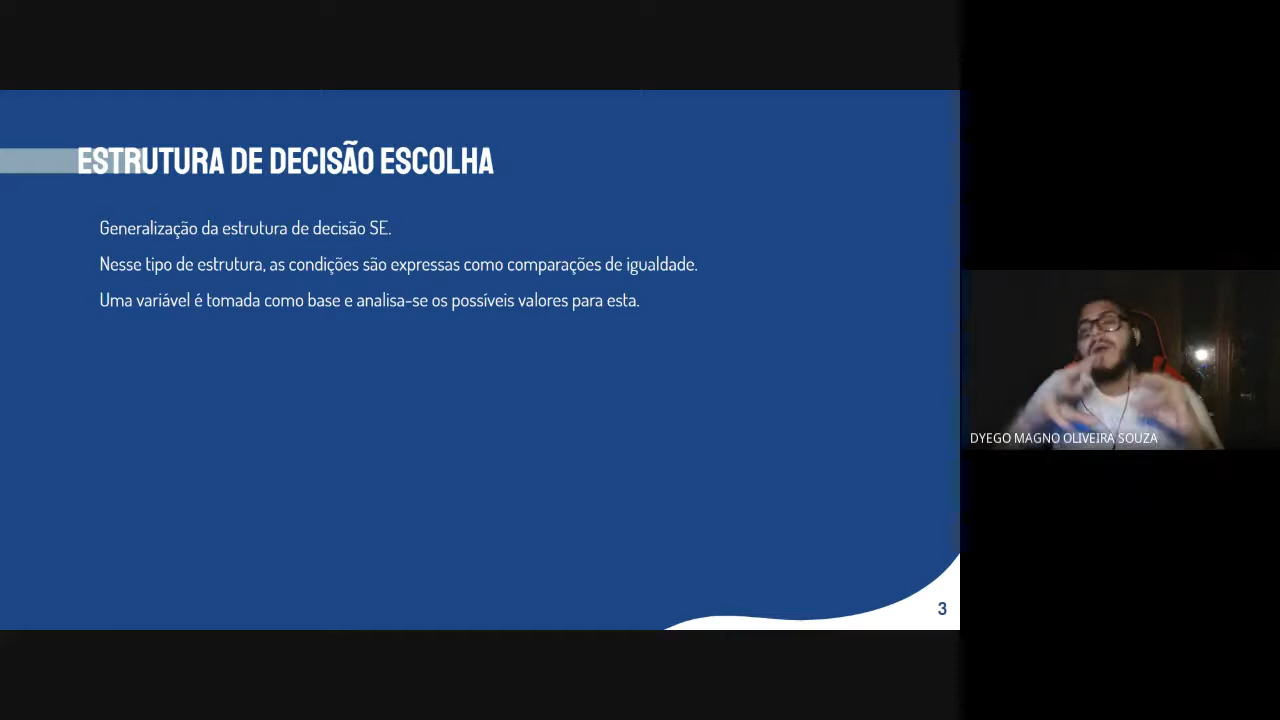 ESTRUTURA DE DECISÃO ESCOLHA
Generalização da estrutura de decisão SE.
Nesse tipo de estrutura, as condições são expressas como comparações de igualdade.
Uma variável é tomada como base e analisa-se os possíveis valores para esta.
DYEGO MAGNO OLIVEIRA SOUZA
3